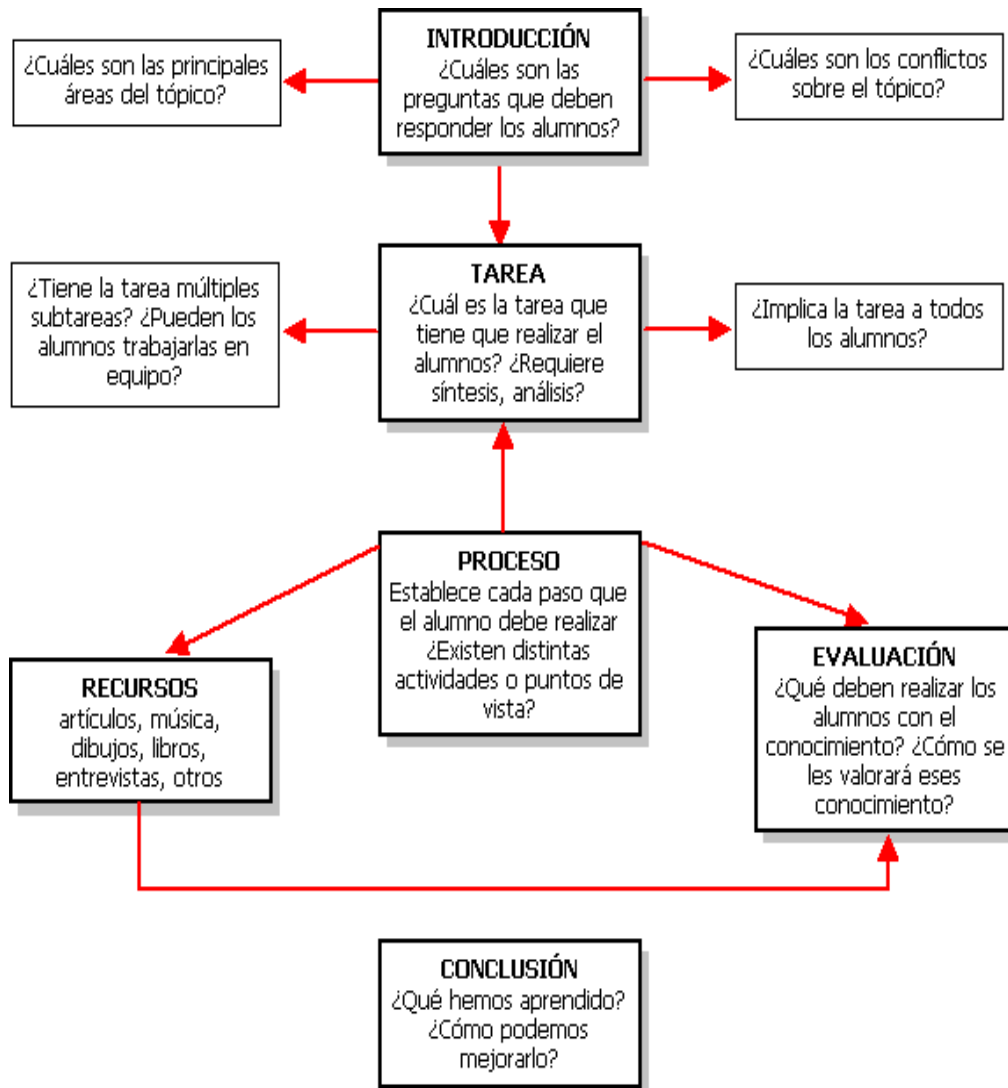 INTRODUCCIÓN
¿Cuáles son las
preguntas que deben
responder los alumnos?
¿Cuáles son las principales
áreas del tópico?
¿Cuáles son los conflictos
sobre el tópico?
TAREA
¿Cuál es la tarea que
tiene que realizar el
alumnos? ¿Requiere
síntesis, análisis?
¿Tiene la tarea múltiples
subtareas? ¿Pueden los
alumnos trabajarlas en
equipo?
¿Implica la tarea a todos
los alumnos?
PROCESO
Establece cada paso que
el alumno debe realizar
¿Existen distintas
actividades o puntos de
vista?
RECURSOS
artículos, música,
dibujos, libros,
entrevistas, otros
EVALUACIÓN
¿Qué deben realizar los
alumnos con el
conocimiento? ¿Cómo se
les valorará eses
conocimiento?
CONCLUSIÓN
¿Qué hemos aprendido?
¿Cómo podemos
mejorarlo?